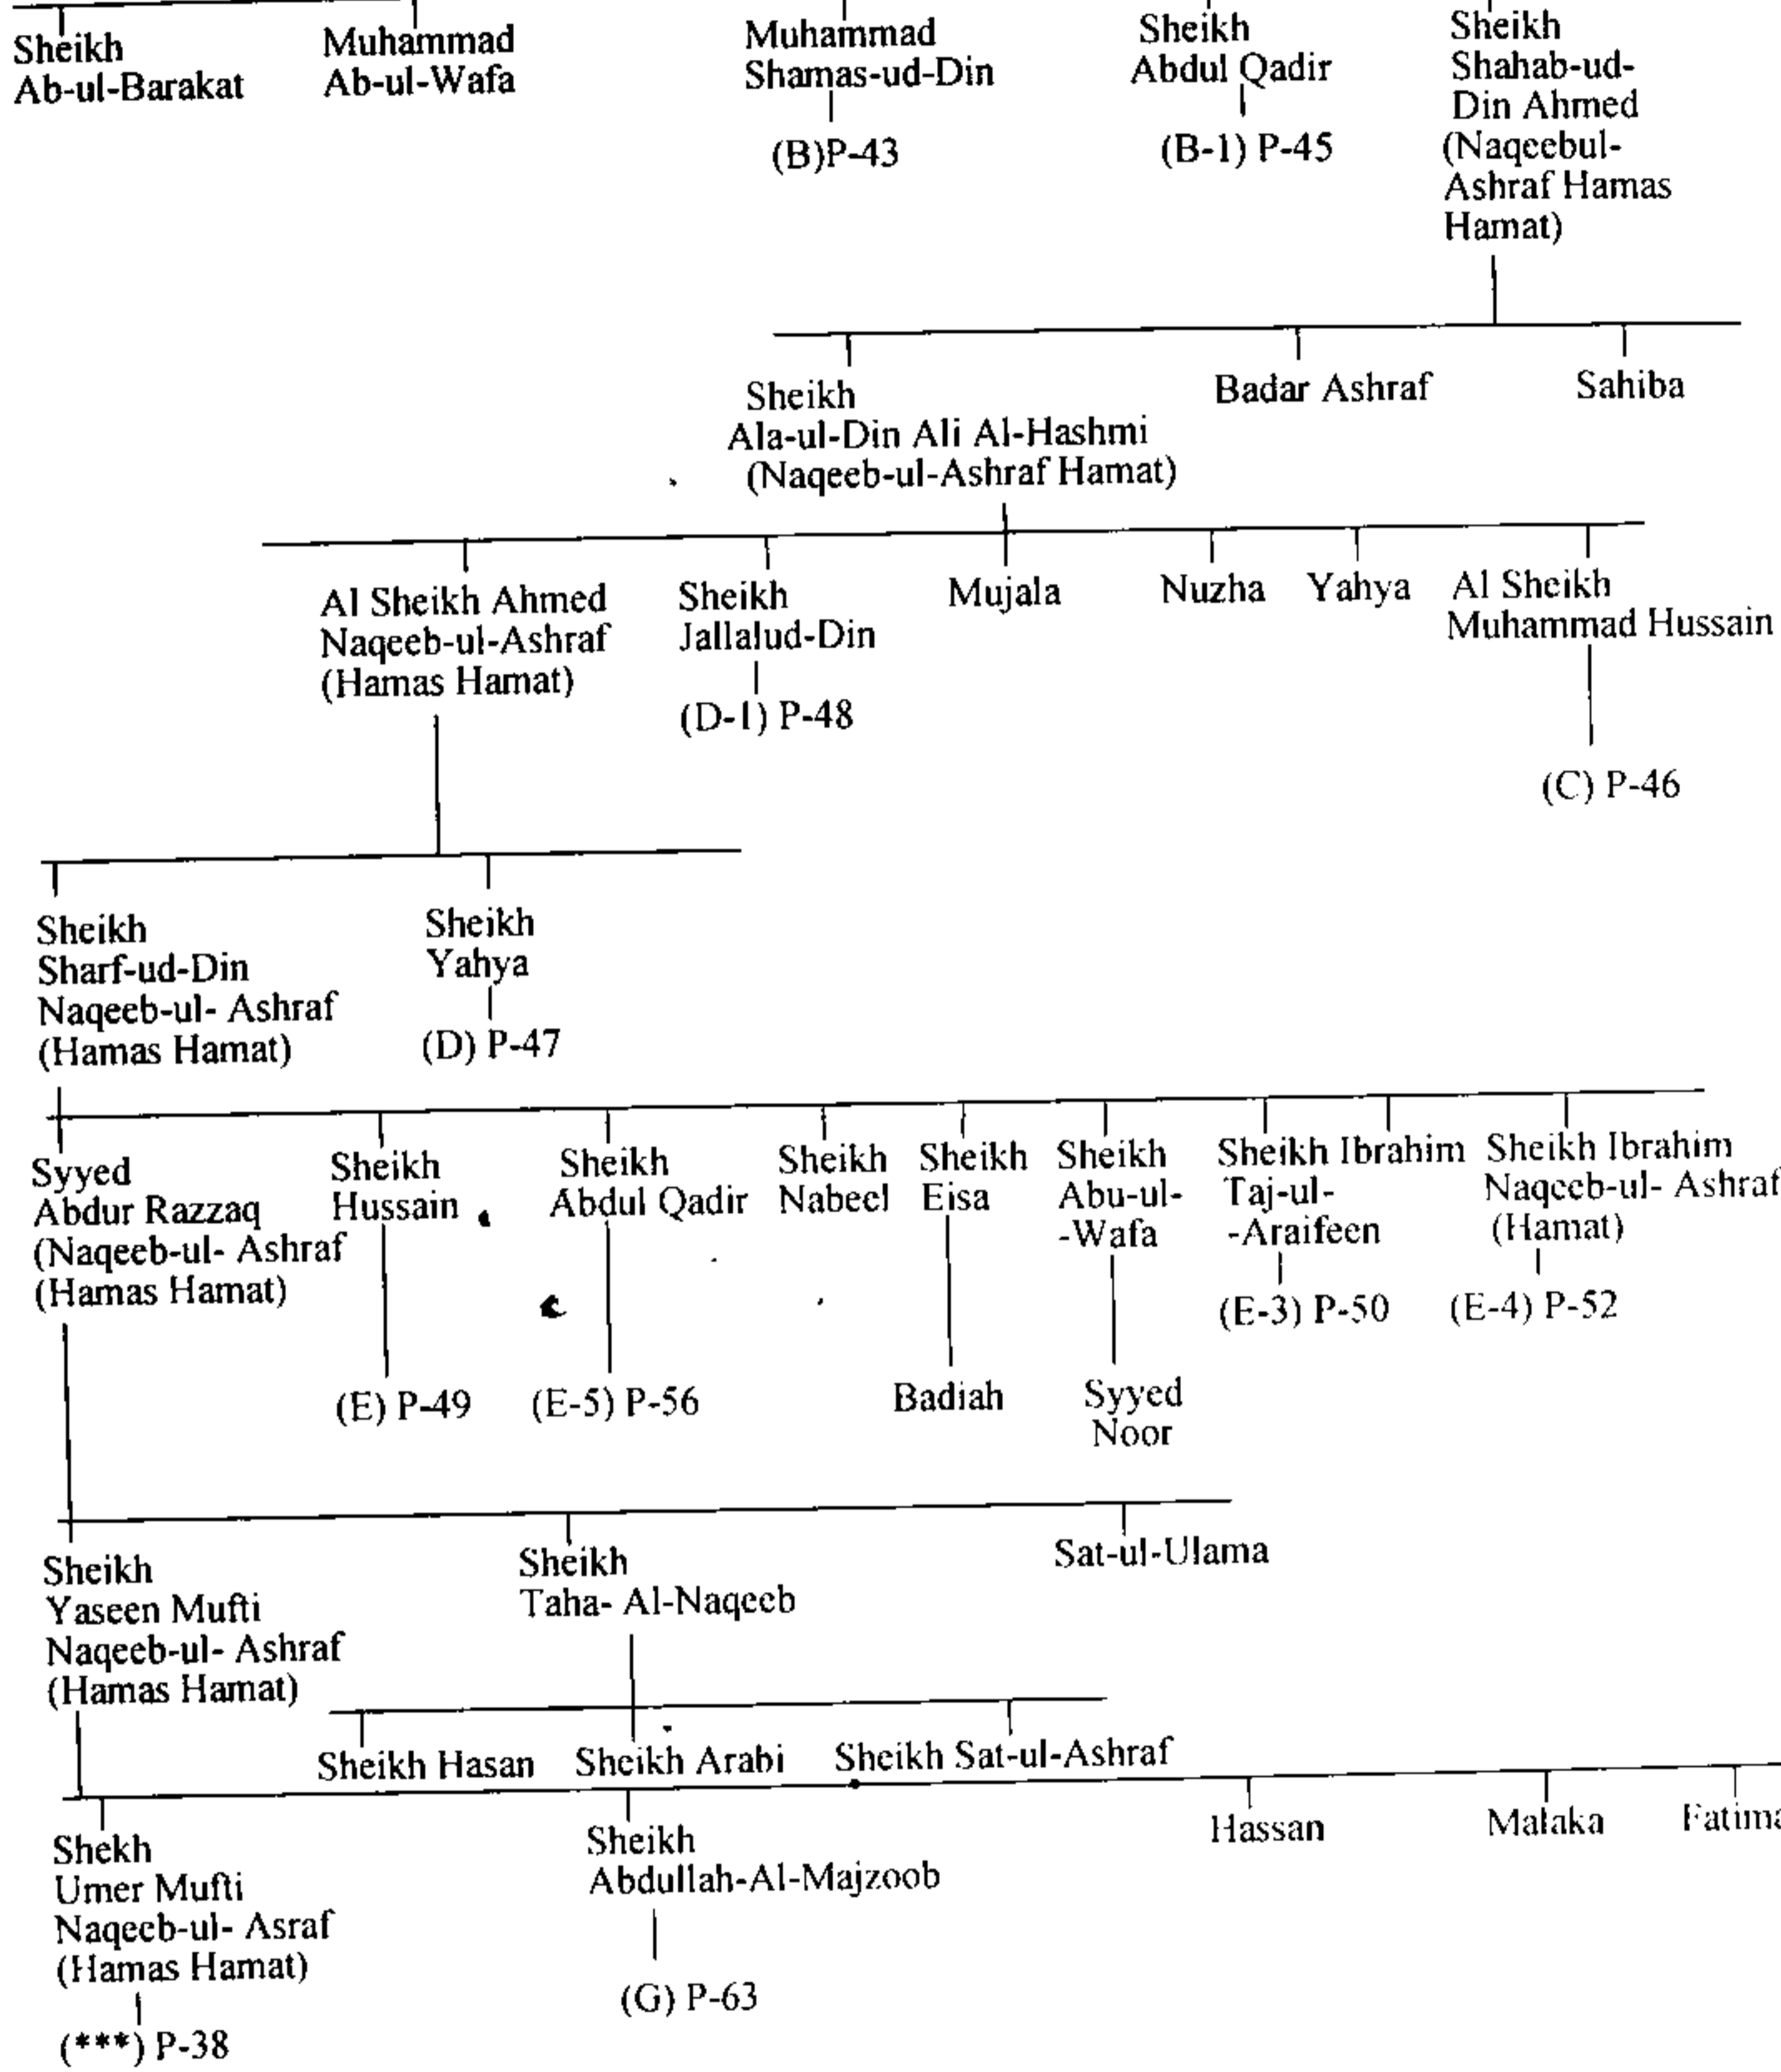 Sheikh
Ab-ul-Barakat
Muhammad
Ab-ul-Wafa
Muhammad
Shamas-ud-Din
(B)P-43
Sheikh
Abdul Qadir
(B-1) P-45
Sheikh
Shahab-ud-
Din Ahmed
(Naqeebul-
Ashraf Hamas
Hamat)
Sheikh
Ala-ul-Din Ali Al-Hashmi
(Naqeeb-ul-Ashraf Hamat)
Badar Ashraf
Sahiba
Al Sheikh Ahmed
Naqeeb-ul-Ashraf
(Hamas Hamat)
Sheikh
Jallalud-Din
(D-1) P-48
Mujala
Nuzha
Yahya
Al Sheikh
Muhammad Hussain
(C) P-46
Sheikh
Sharf-ud-Din
Naqeeb-ul- Ashraf
(Hamas Hamat)
Sheikh
Yahya
(D) P-47
Syyed
Abdur Razzaq
(Naqeeb-ul- Ashraf
(Hamas Hamat)
Sheikh
Hussain
(E) P-49
Sheikh
Abdul Qadir
(E-5) P-56
Sheikh
Nabeel
Sheikh
Eisa
Badiah
Sheikh
Abu-ul-
-Wafa
Syyed
Noor
Sheikh Ibrahim
Taj-ul-
-Araifeen
(E-3) P-50
Sheikh Ibrahim
Naqeeb-ul- Ashraf
(Hamat)
(E-4) P-52
Sheikh
Yaseen Mufti
Naqeeb-ul- Ashraf
(Hamas Hamat)
Sheikh
Taha- Al-Naqeeb
Sat-ul-Ulama
Sheikh Hasan
Sheikh Arabi
Sheikh Sat-ul-Ashraf
Shekh
Umer Mufti
Naqeeb-ul- Asraf
(Hamas Hamat)
(***) P-38
Sheikh
Abdullah-Al-Majzoob
(G) P-63
Hassan
Malaka
Fatima